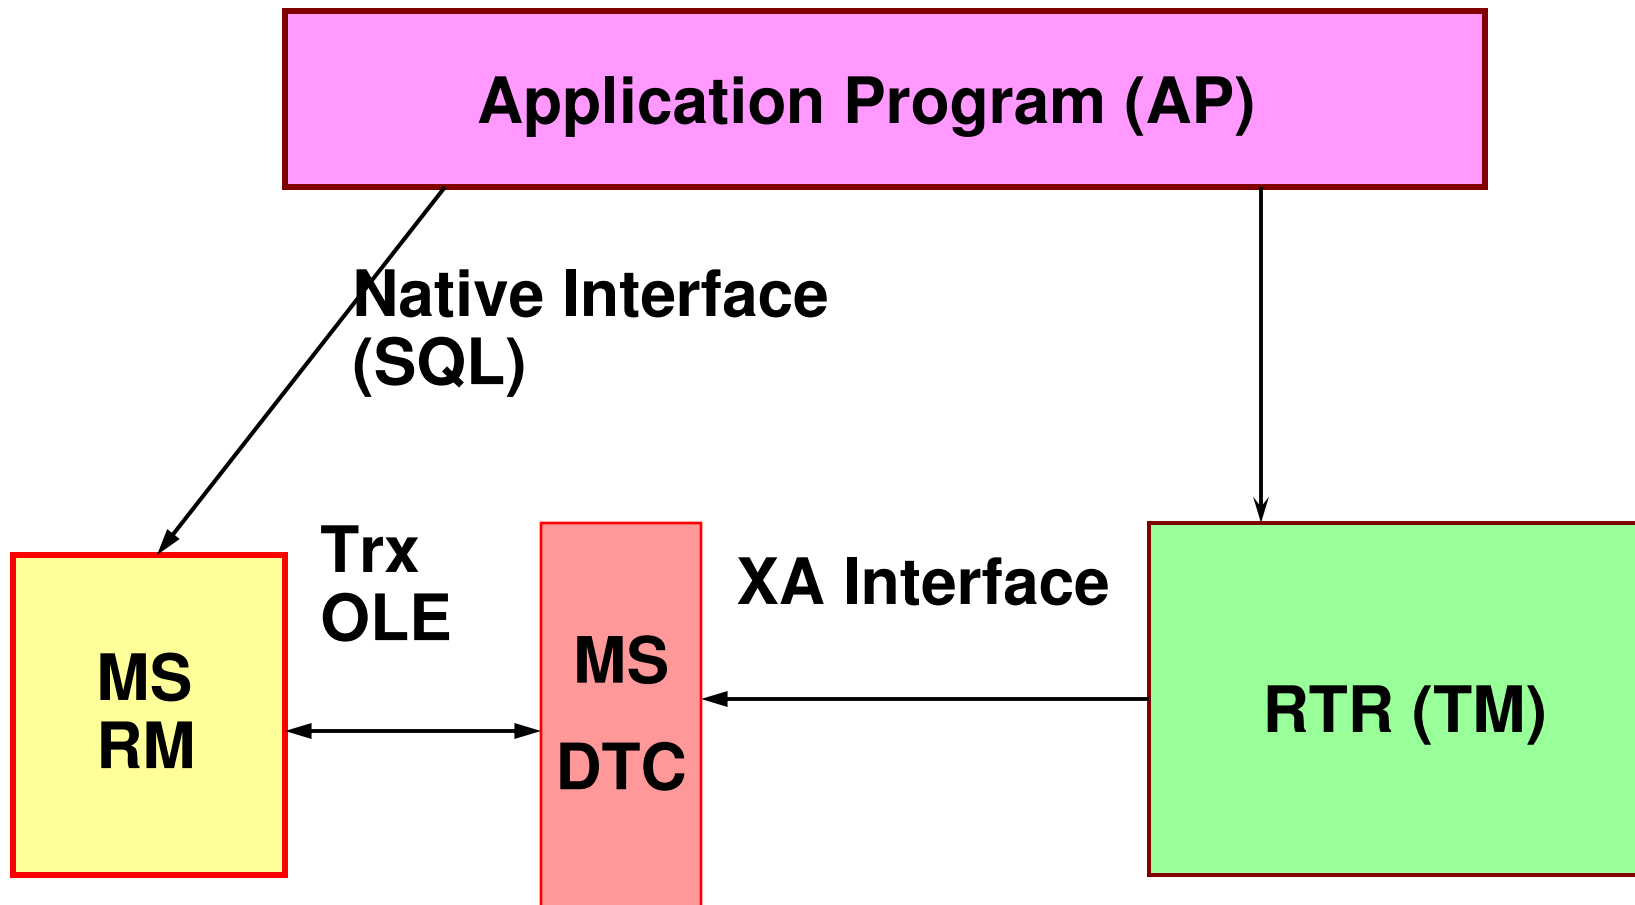 Application Program (AP)
Native Interface
(SQL)
Trx
OLE
XA Interface
MS
RM
MS
DTC
RTR (TM)